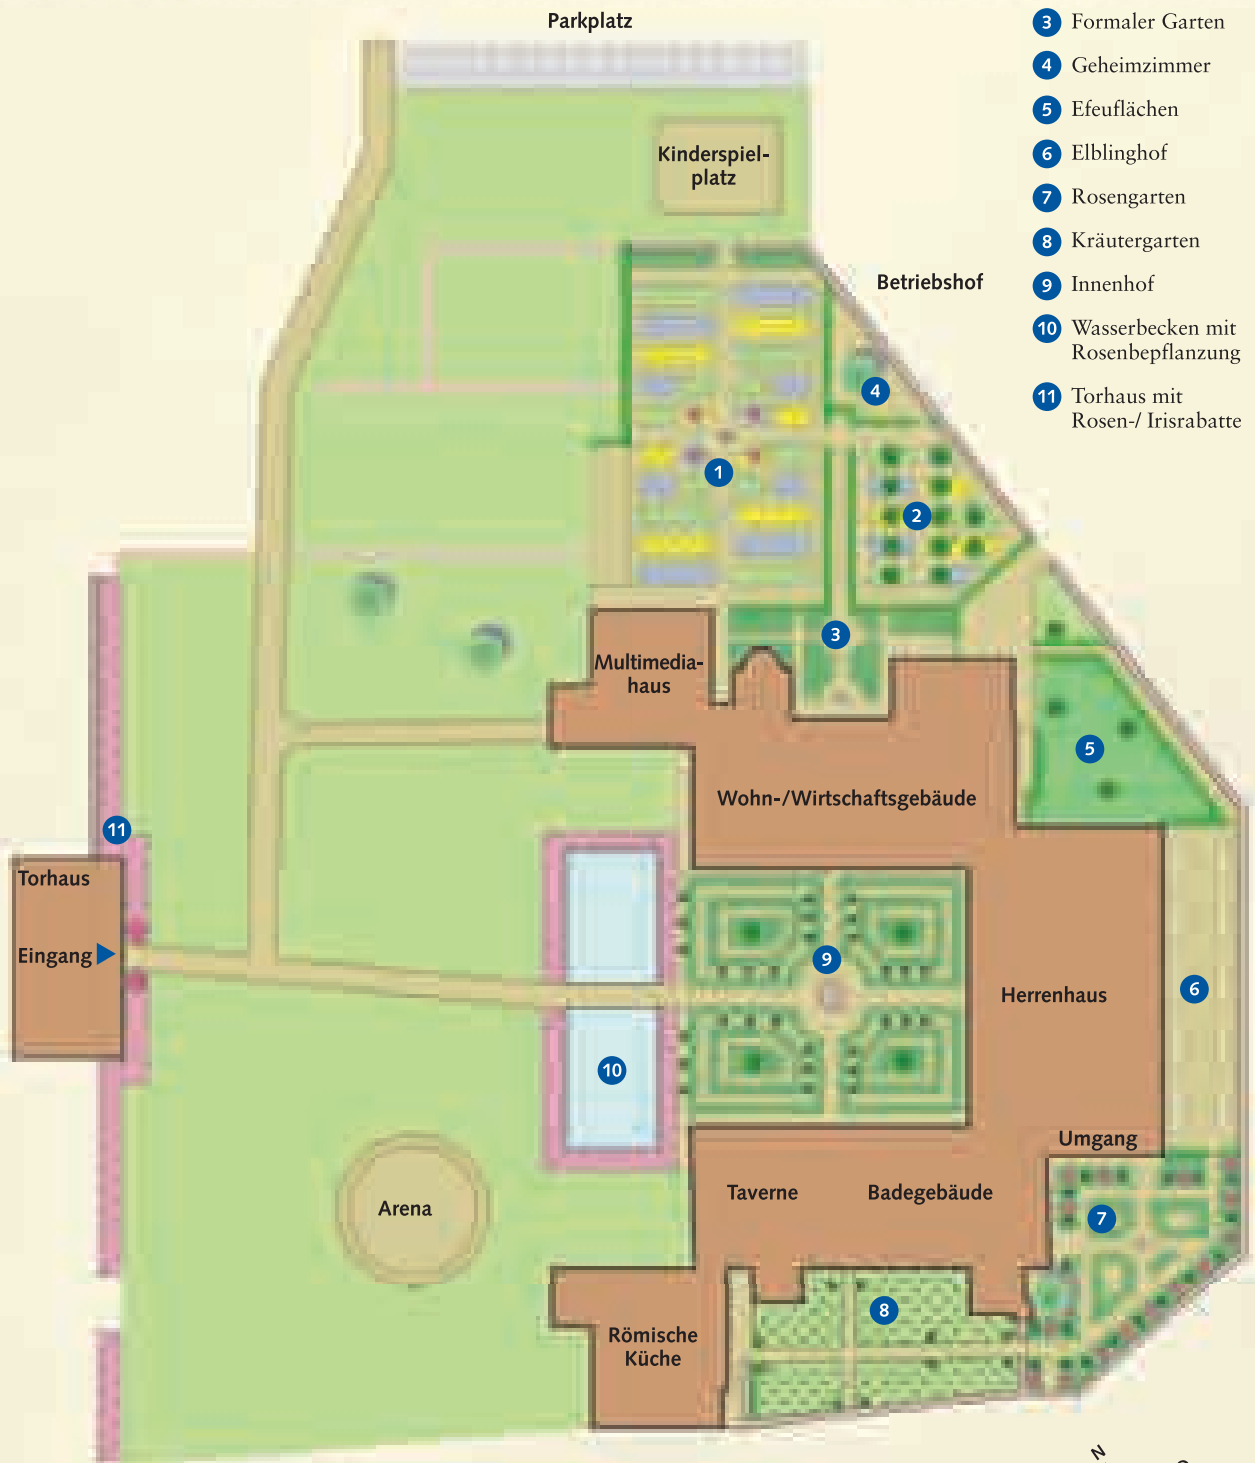 Parkplatz
3 Formaler Garten
4 Geheimzimmer
5 Efeuflächen
6 Elblinghof
7 Rosengarten
8 Kräutergarten
9 Innenhof
10 Wasserbecken mit
Rosenbepflanzung
11 Torhaus mit
Rosen-/ Irisrabatte
Kinderspiel-
platz
Betriebshof
4
1
2
3
Multimedia-
haus
5
Wohn-/Wirtschaftsgebäude
11
Torhaus
Eingang
9
Herrenhaus
6
10
Umgang
Taverne
Badegebäude
Arena
7
8
Römische
Küche
N